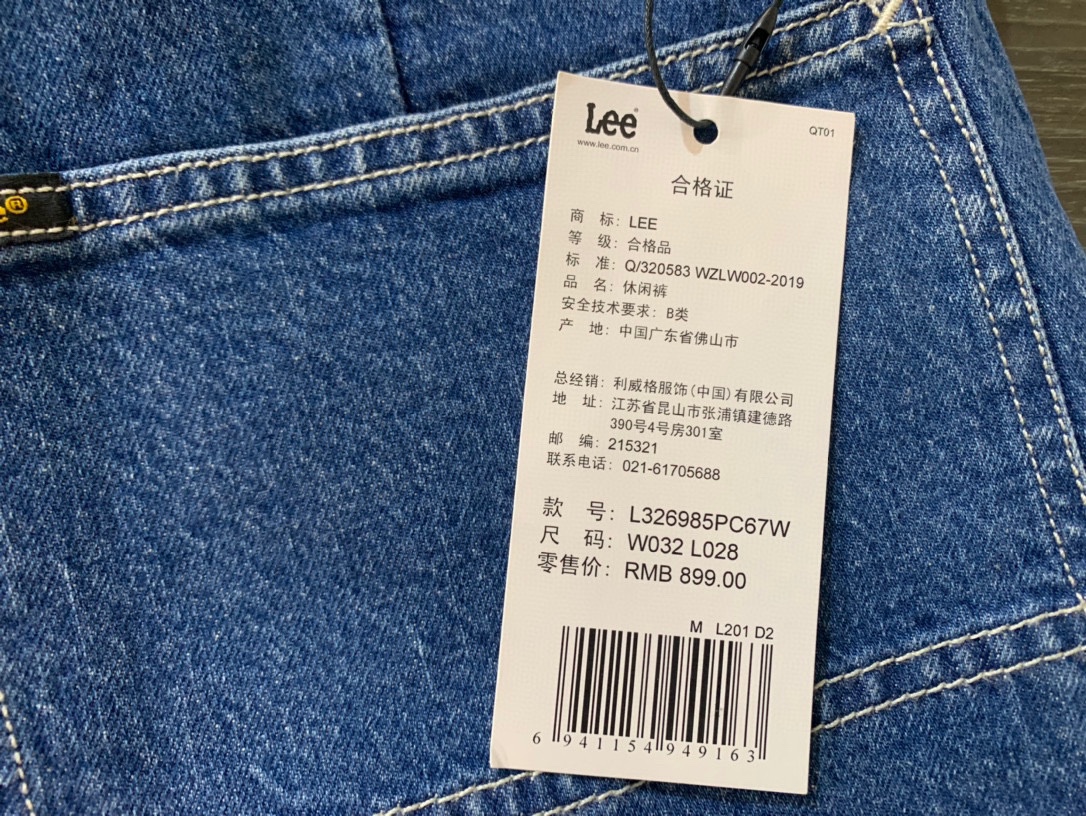 Lee®
www.lee.com.cn
QT01
合格证
商 标：LEE
等 级：合格品
标 准：Q/320583 WZLW002-2019
品 名：休闲裤
安全技术要求：B类
产 地：中国广东省佛山市
总经销：利威格服饰(中国)有限公司
地 址：江苏省昆山市张浦镇建德路
390号4号房301室
邮 编：215321
联系电话：021-61705688
款 号：L326985PC67W
尺 码：W032 L028
零售价：RMB 899.00
M L201 D2
6 941154 949163
e®